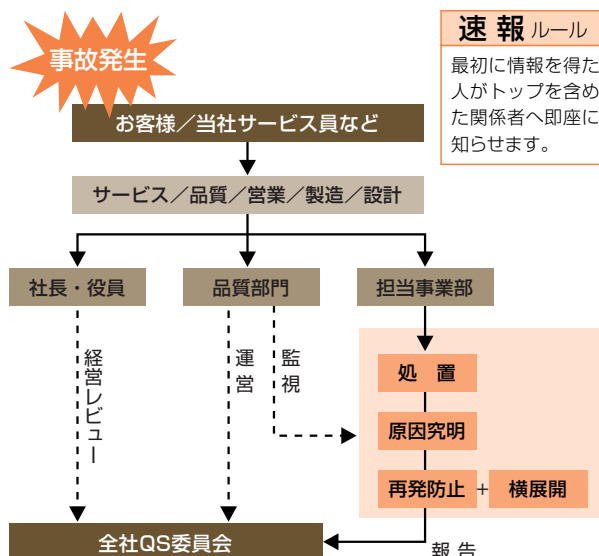 事故発生
速報ルール
最初に情報を得た
人がトップを含め
た関係者へ即座に
知らせます。
お客様／当社サービス員など
サービス／品質／営業／製造／設計
社長・役員
品質部門
担当事業部
経営レビュー
運営
監視
処 置
原因究明
再発防止 + 横展開
全社QS委員会
報告